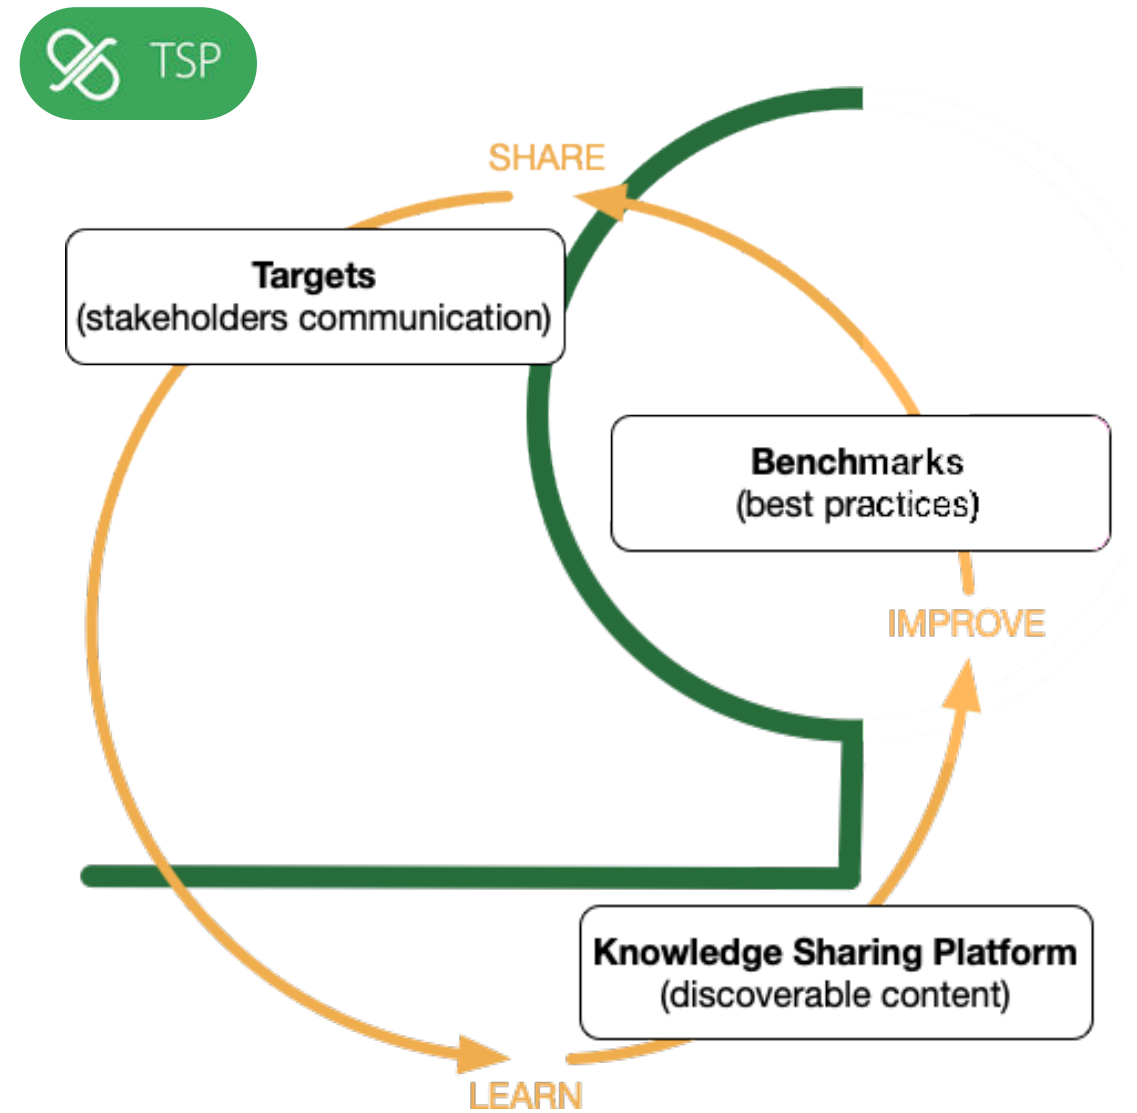 TSP
SHARE
Targets
(stakeholders communication)
Benchmarks
(best practices)
IMPROVE
Knowledge Sharing Platform
(discoverable content)
LEARN